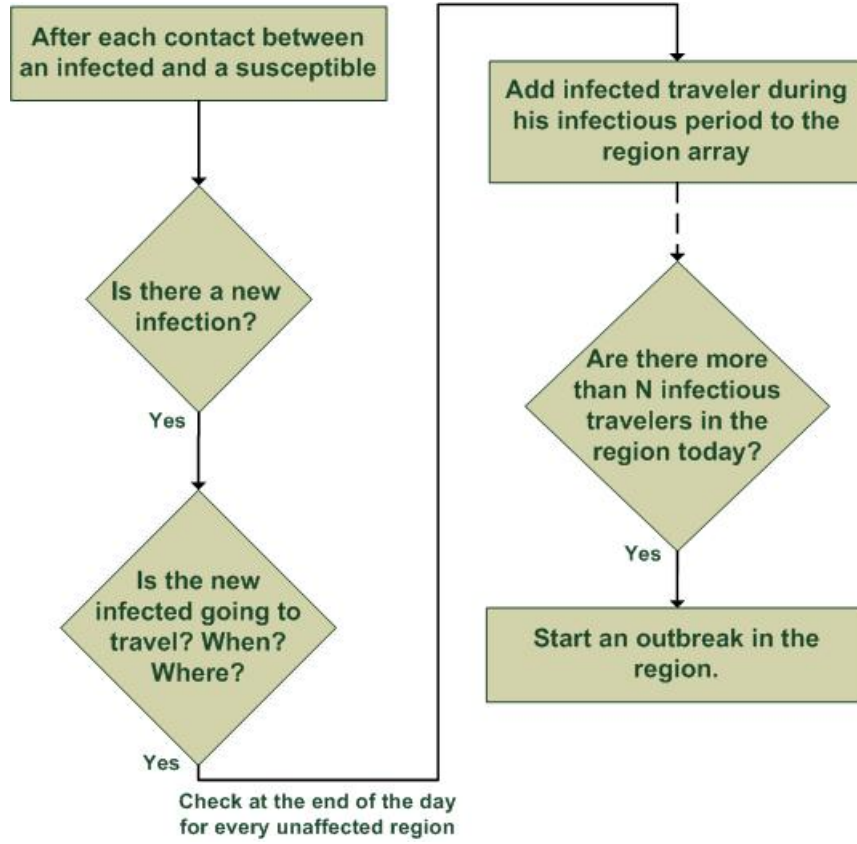 After each contact between
an infected and a susceptible
Is there a new
infection?
Yes
Is the new
infected going to
travel? When?
Where?
Yes
Check at the end of the day
for every unaffected region
Add infected traveler during
his infectious period to the
region array
Are there more
than N infectious
travelers in the
region today?
Yes
Start an outbreak in the
region.